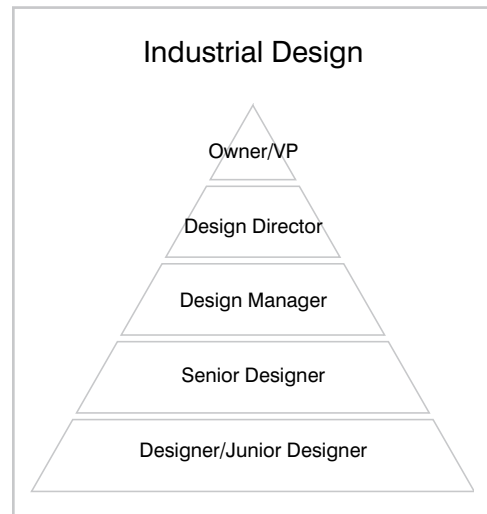 Industrial Design
Owner/VP
Design Director
Design Manager
Senior Designer
Designer/Junior Designer